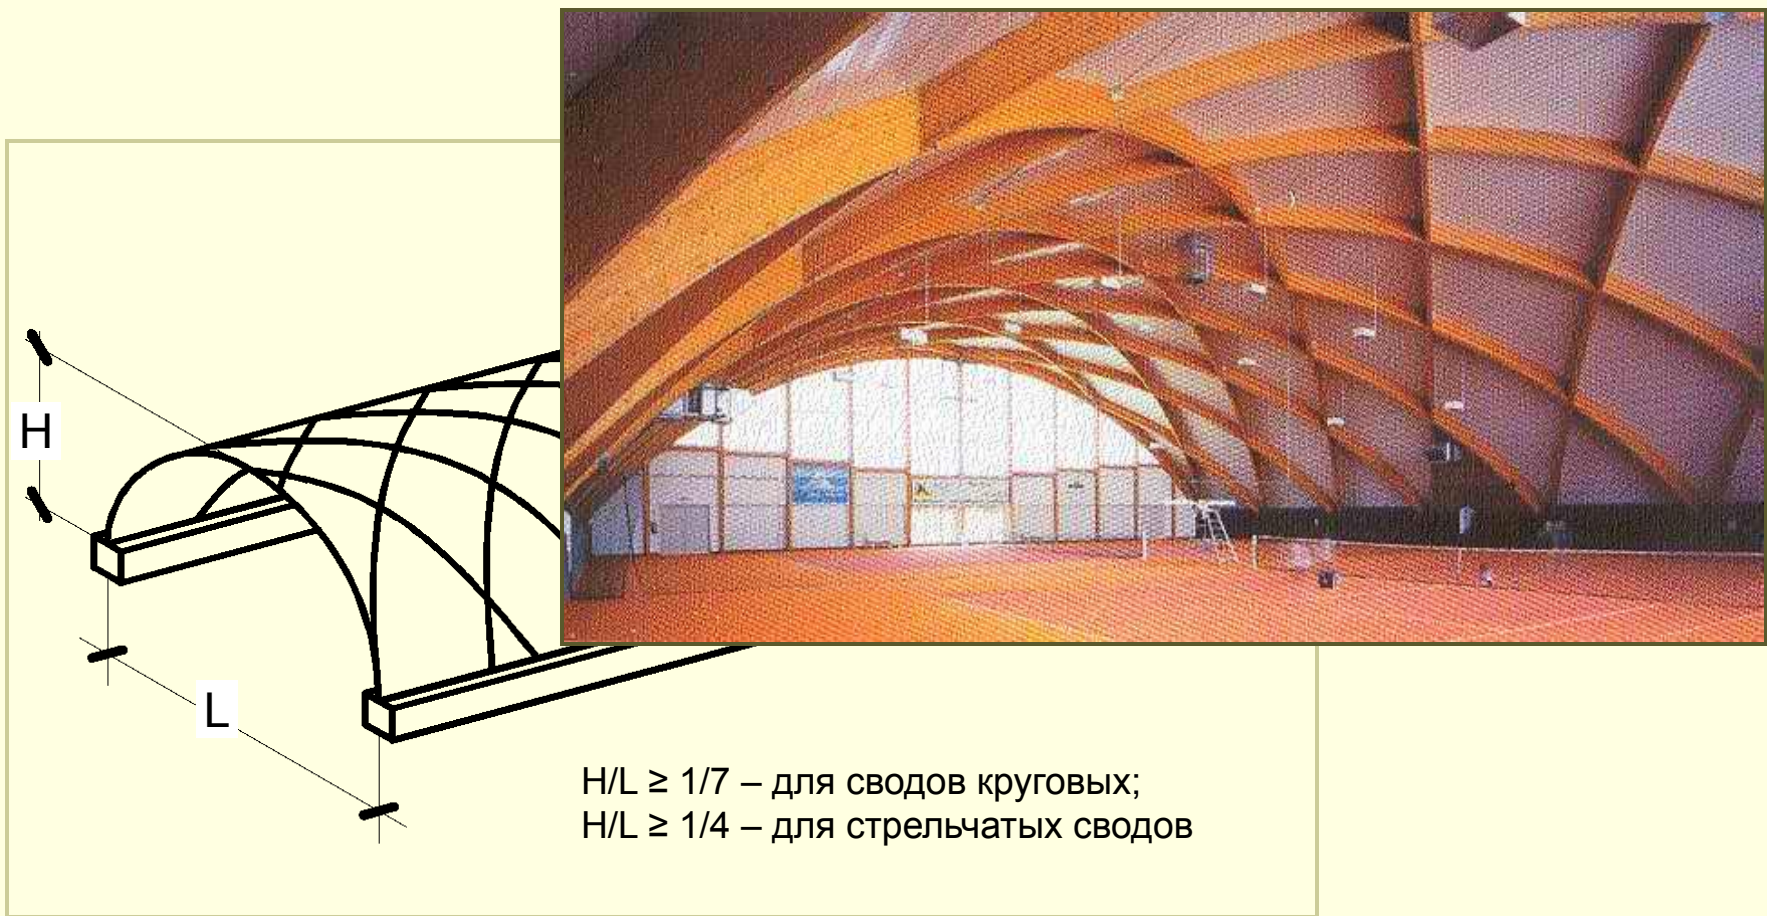 H
L
H/L ≥ 1/7 – для сводов круговых;
H/L ≥ 1/4 – для стрельчатых сводов